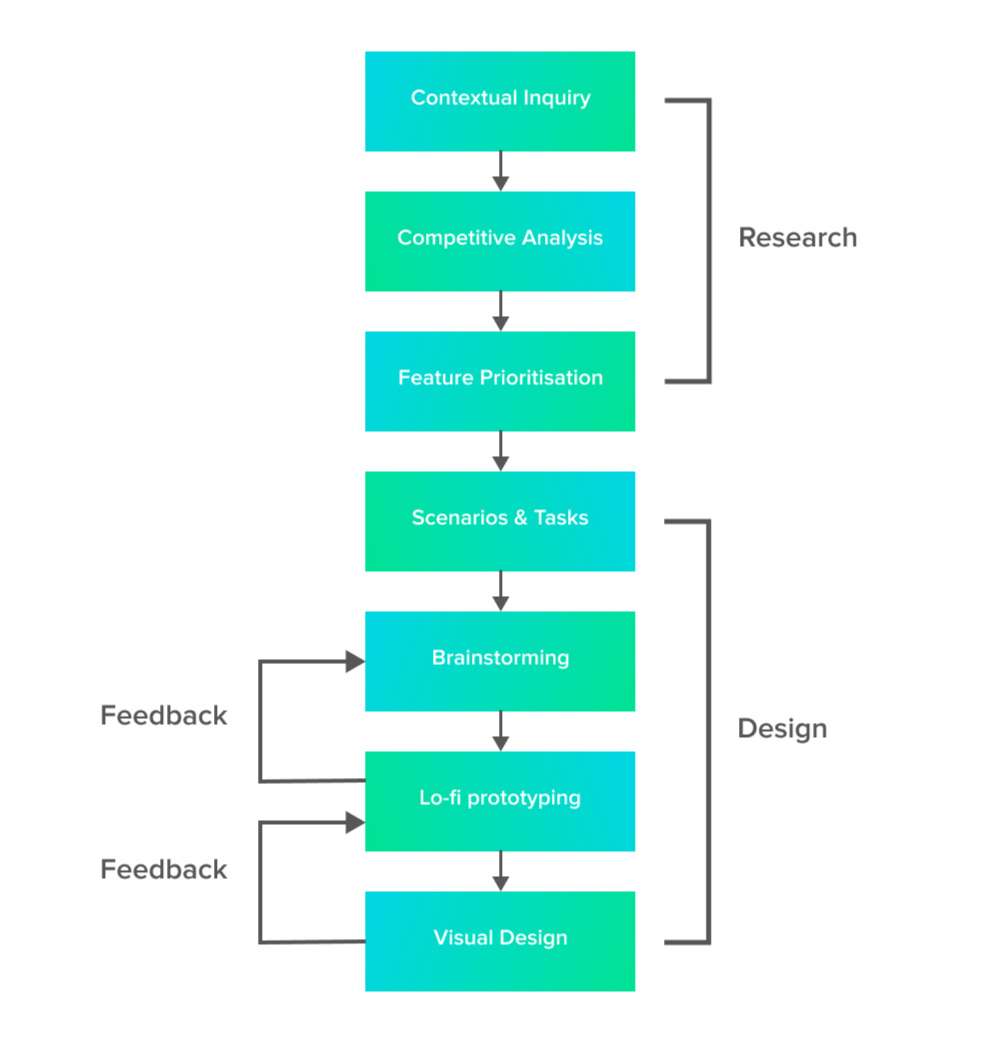 Contextual Inquiry
Competitive Analysis
Research
Feature Prioritisation
Scenarios & Tasks
Brainstorming
Feedback
Design
Lo-fi prototyping
Feedback
Visual Design